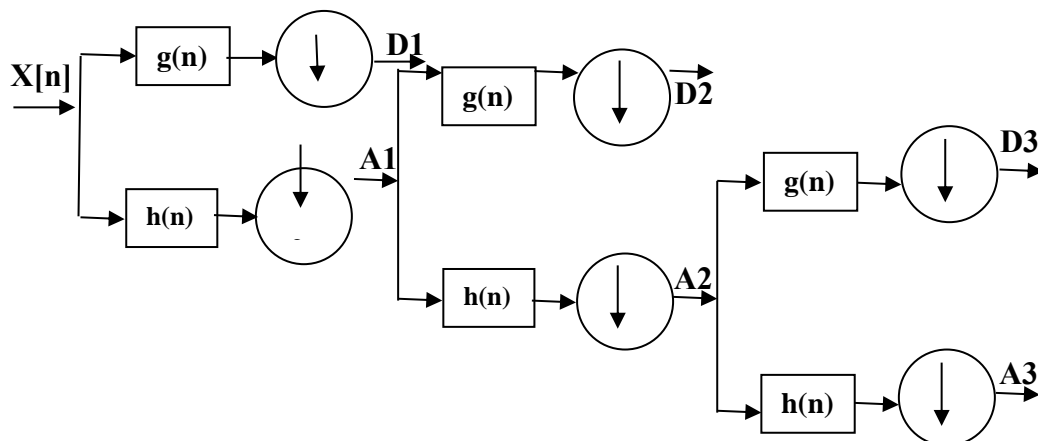 X[n]
g(n)
D1
h(n)
A1
g(n)
D2
h(n)
A2
g(n)
D3
h(n)
A3